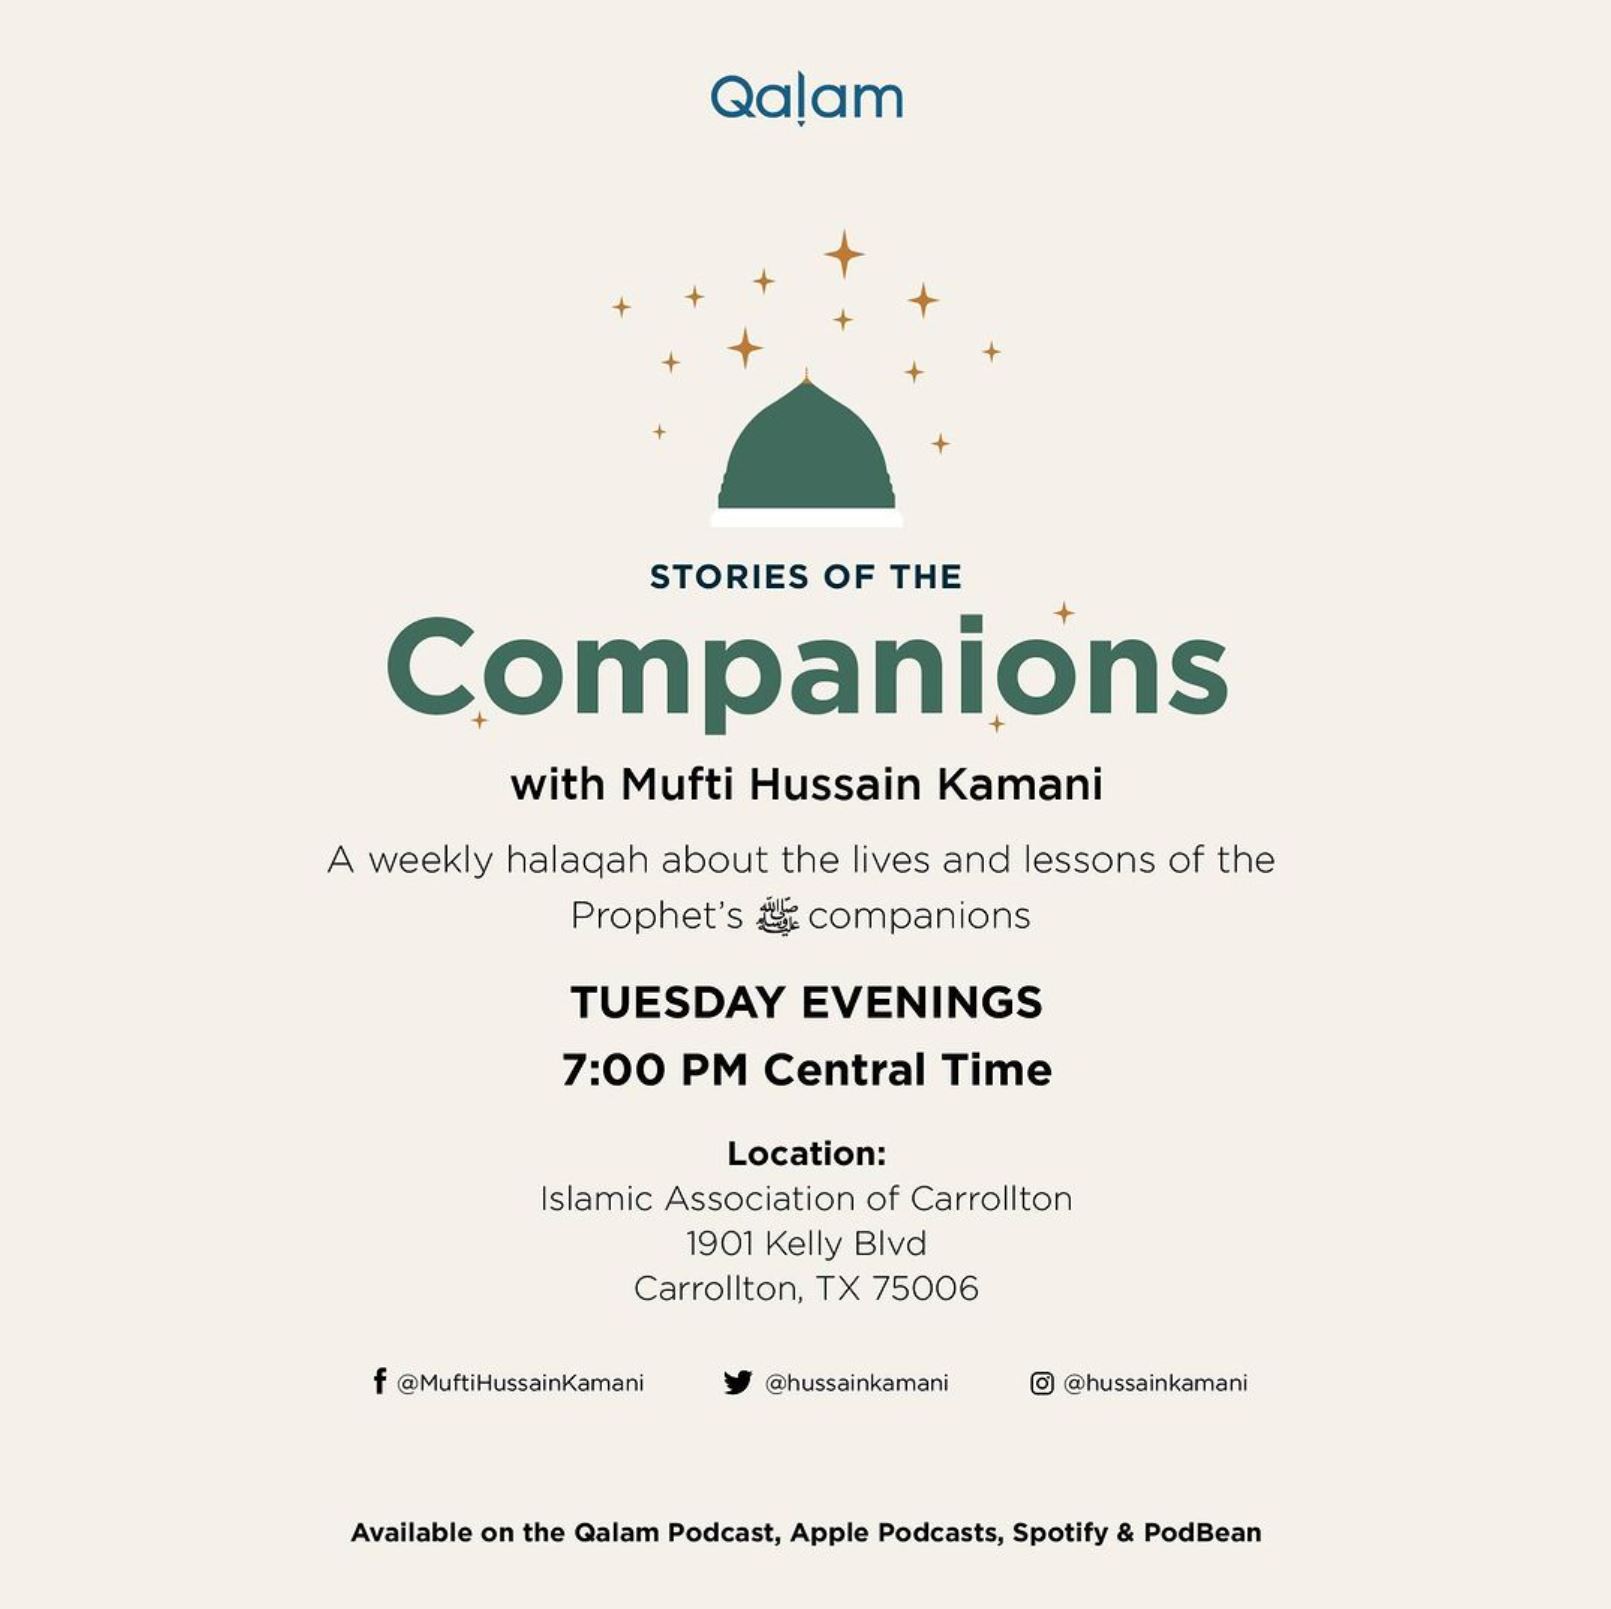 Qalam
STORIES OF THE
Companions
with Mufti Hussain Kamani
A weekly halaqah about the lives and lessons of the
Prophet's ﷺ companions
TUESDAY EVENINGS
7:00 PM Central Time
Location:
Islamic Association of Carrollton
1901 Kelly Blvd
Carrollton, TX 75006
@MuftiHussainKamani @hussainkamani @hussainkamani
Available on the Qalam Podcast, Apple Podcasts, Spotify & PodBean